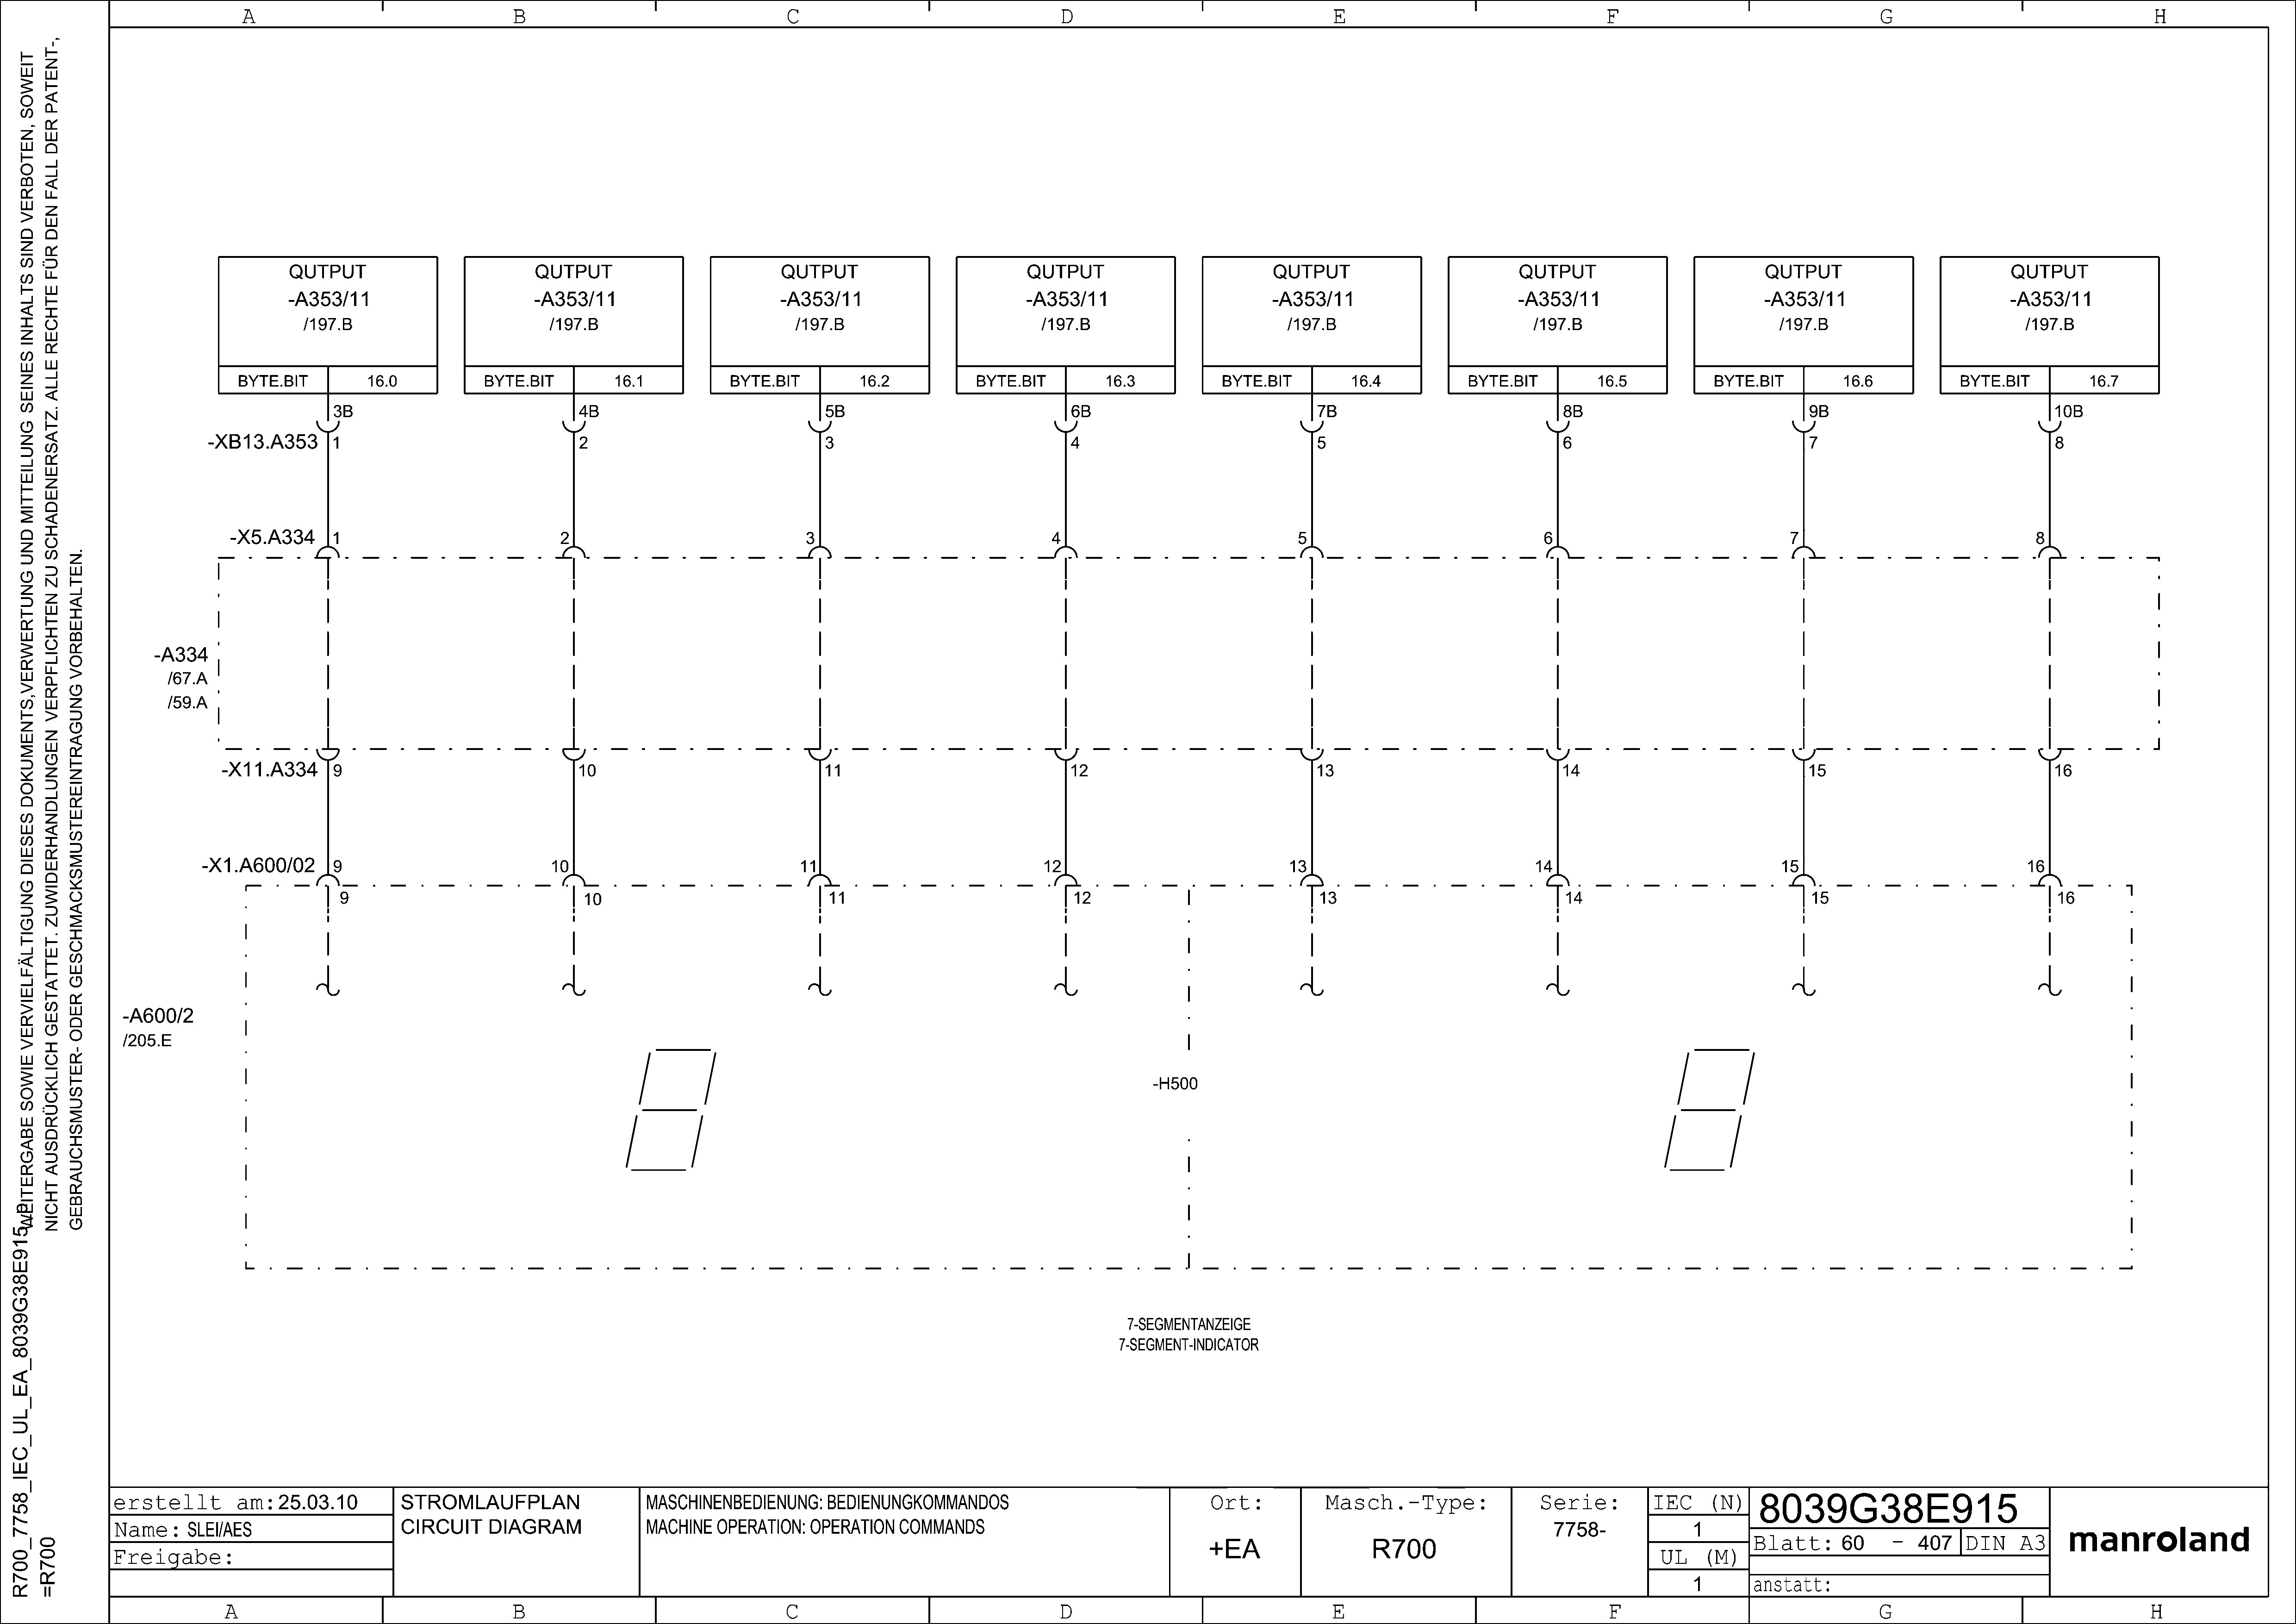 A B C D E F G H
WEITERGABE SOWIE VERVIELFÄLTIGUNG DIESES DOKUMENTS,VERWERTUNG UND MITTEILUNG SEINES INHALTS SIND VERBOTEN, SOWEIT
NICHT AUSDRÜCKLICH GESTATTET. ZUWIDERHANDLUNGEN VERPFLICHTEN ZU SCHADENERSATZ. ALLE RECHTE FÜR DEN FALL DER PATENT-,
GEBRAUCHSMUSTER- ODER GESCHMACKSMUSTEREINTRAGUNG VORBEHALTEN.
R700_7758_IEC_UL_EA_8039G38E915
=R700
QUTPUT QUTPUT QUTPUT QUTPUT QUTPUT QUTPUT QUTPUT QUTPUT
-A353/11 -A353/11 -A353/11 -A353/11 -A353/11 -A353/11 -A353/11 -A353/11
/197.B /197.B /197.B /197.B /197.B /197.B /197.B /197.B
BYTE.BIT 16.0 BYTE.BIT 16.1 BYTE.BIT 16.2 BYTE.BIT 16.3 BYTE.BIT 16.4 BYTE.BIT 16.5 BYTE.BIT 16.6 BYTE.BIT 16.7
3B 4B 5B 6B 7B 8B 9B 10B
-XB13.A353 1 2 3 4 5 6 7 8
-X5.A334 1 2 3 4 5 6 7 8
-A334
/67.A
/59.A
-X11.A334 9 10 11 12 13 14 15 16
-X1.A600/02 9 10 11 12 13 14 15 16
9 10 11 12 13 14 15 16
-A600/2
/205.E
-H500
7-SEGMENTANZEIGE
7-SEGMENT-INDICATOR
erstellt am: 25.03.10
Name: SLEI/AES
Freigabe:
STROMLAUFPLAN
CIRCUIT DIAGRAM
MASCHINENBEDIENUNG: BEDIENUNGKOMMANDOS
MACHINE OPERATION: OPERATION COMMANDS
Ort:
+EA
Masch.-Type:
R700
Serie:
7758-
IEC (N)
1
UL (M)
1
8039G38E915
Blatt: 60 - 407 DIN A3
anstatt:
manroland
A B C D E F G H